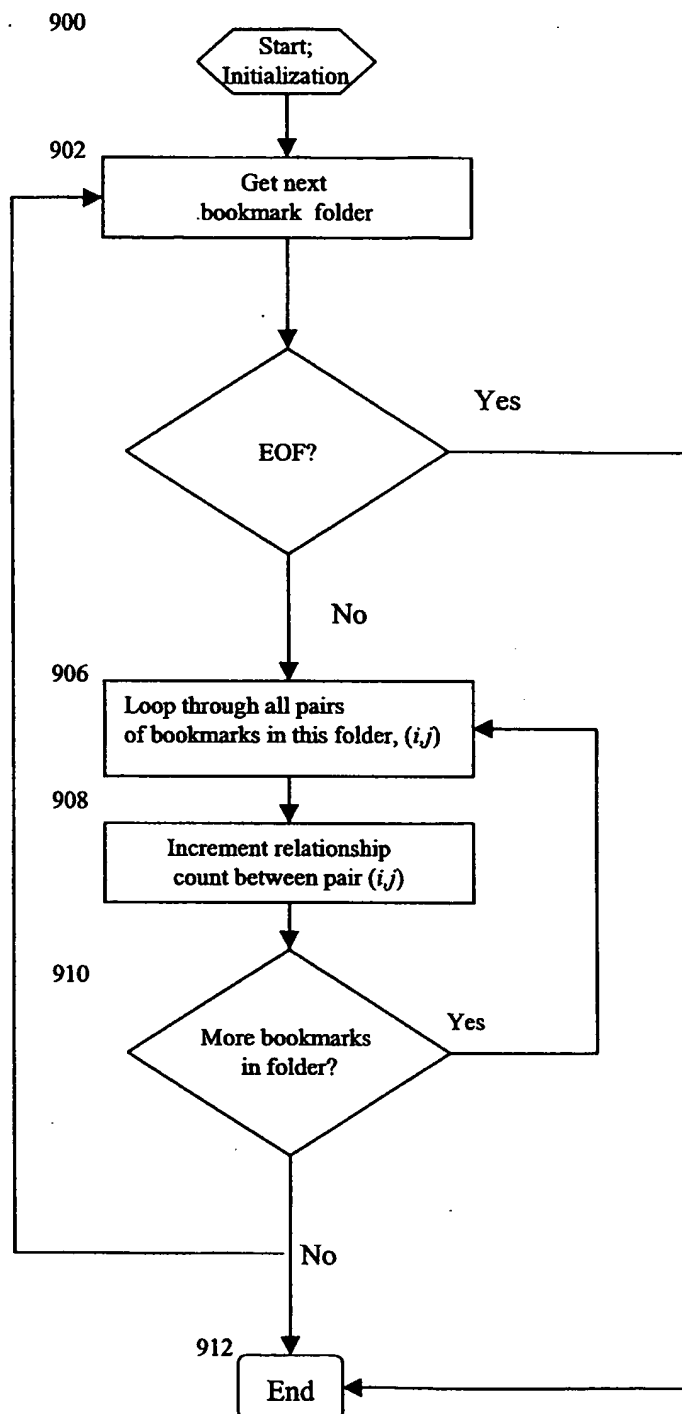 900
Start;
Initialization
902
Get next
.bookmark folder
Yes
EOF?
No
906
Loop through all pairs
of bookmarks in this folder, (i,j)
908
Increment relationship
count between pair (i,j)
910
Yes
More bookmarks
in folder?
No
912
End